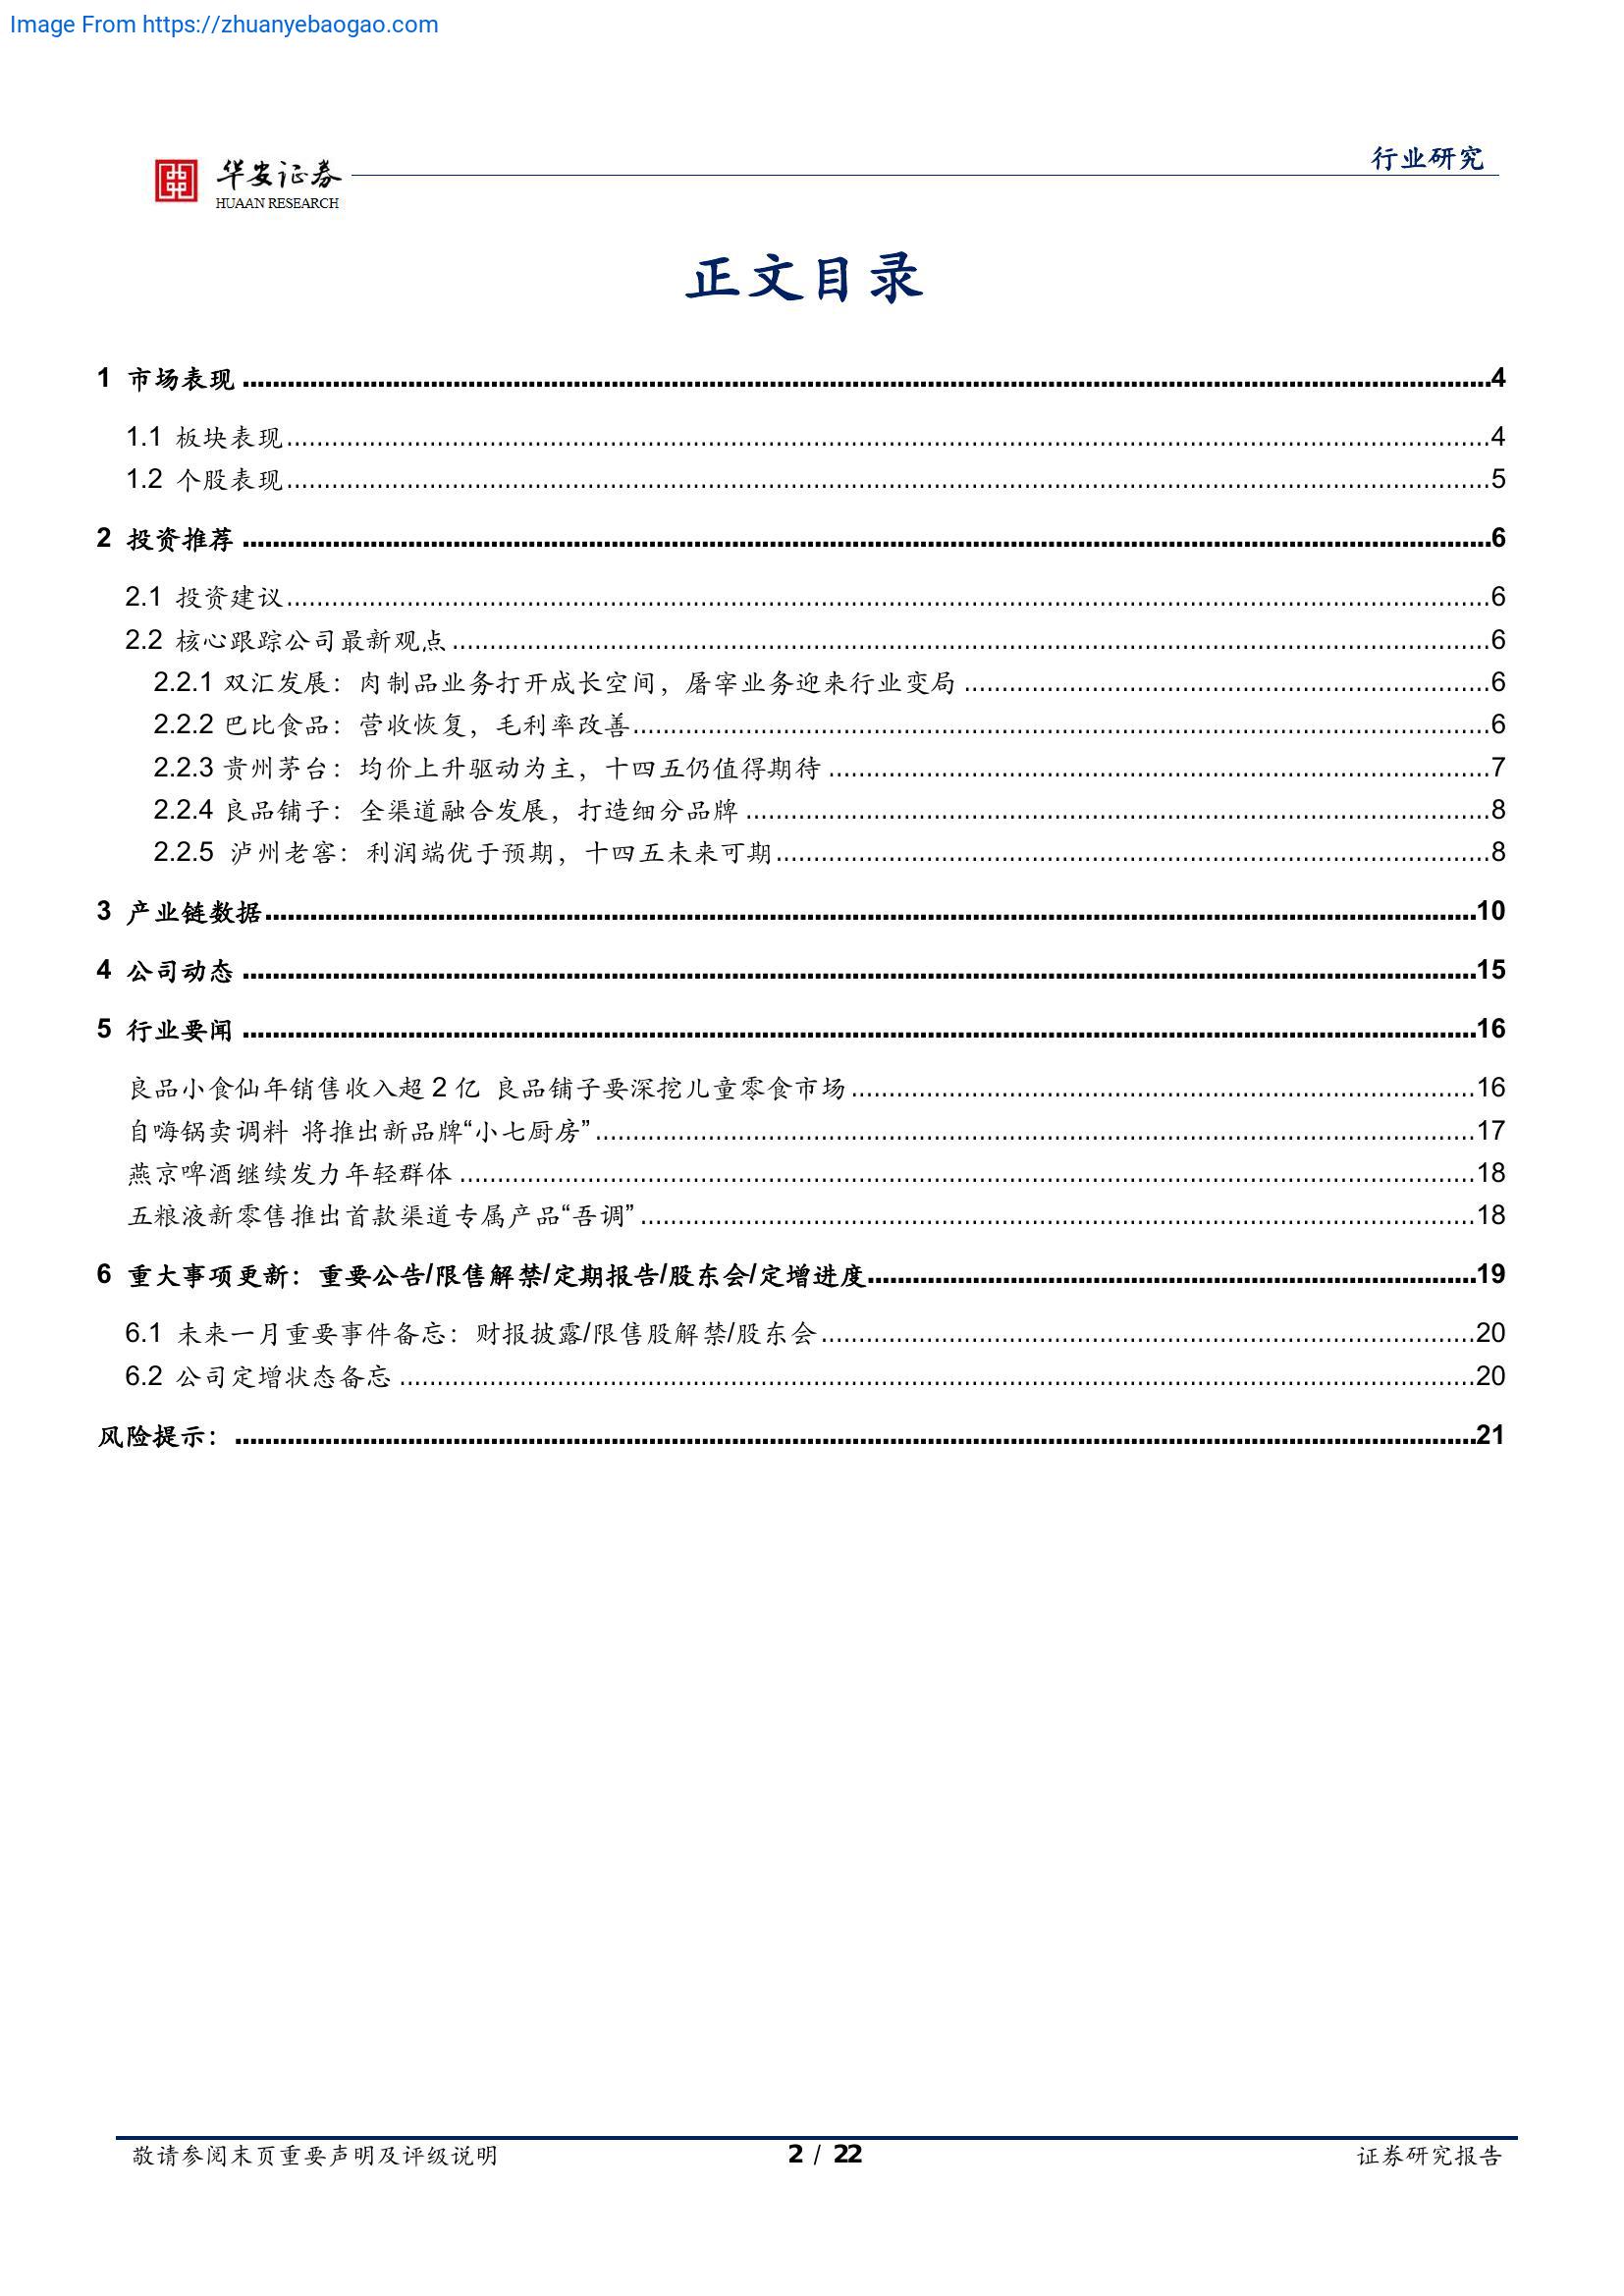 Image From https://zhuanyebaogao.com
行业研究
华安证券
HUAAN RESEARCH
正文目录
1 市场表现 ........................................................ 4
1.1 板块表现 ........................................................ 4
1.2 个股表现 ........................................................ 5
2 投资推荐 ........................................................ 6
2.1 投资建议 ........................................................ 6
2.2 核心跟踪公司最新观点 ........................................................ 6
2.2.1 双汇发展：肉制品业务打开成长空间，屠宰业务迎来行业变局 ........................................................ 6
2.2.2 巴比食品：营收恢复，毛利率改善 ........................................................ 6
2.2.3 贵州茅台：均价上升驱动为主，十四五仍值得期待 ........................................................ 7
2.2.4 良品铺子：全渠道融合发展，打造细分品牌 ........................................................ 8
2.2.5 泸州老窖：利润端优于预期，十四五未来可期 ........................................................ 8
3 产业链数据 ........................................................ 10
4 公司动态 ........................................................ 15
5 行业要闻 ........................................................ 16
良品小食仙年销售收入超 2 亿 良品铺子要深挖儿童零食市场 ........................................................ 16
自嗨锅卖调料 将推出新品牌“小七厨房” ........................................................ 17
燕京啤酒继续发力年轻群体 ........................................................ 18
五粮液新零售推出首款渠道专属产品“吾调” ........................................................ 18
6 重大事项更新：重要公告/限售解禁/定期报告/股东会/定增进度 ........................................................ 19
6.1 未来一月重要事件备忘：财报披露/限售股解禁/股东会 ........................................................ 20
6.2 公司定增状态备忘 ........................................................ 20
风险提示： ........................................................ 21
敬请参阅末页重要声明及评级说明
2 / 22
证券研究报告